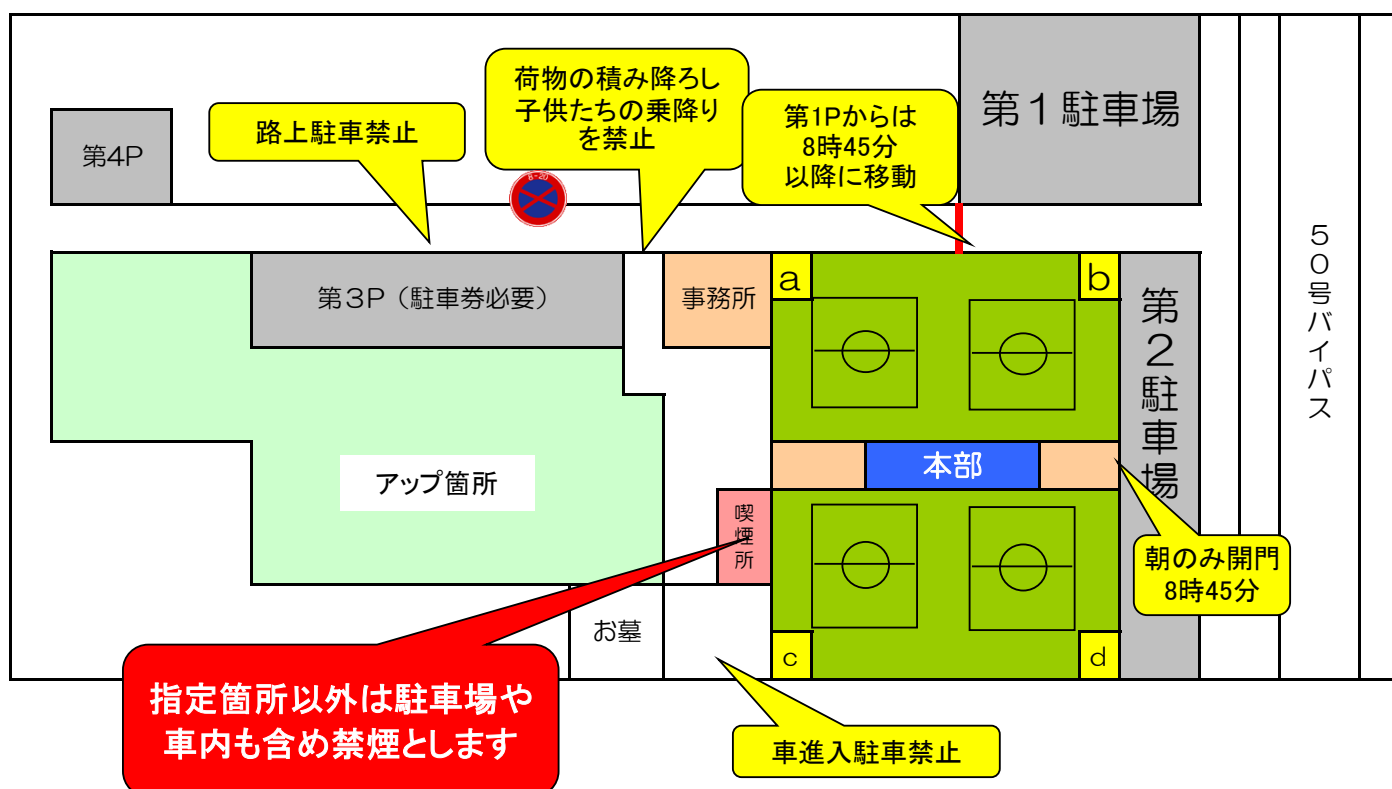 荷物の積み降ろし
子供たちの乗降り
を禁止
第1Pからは
8時45分
以降に移動
第１駐車場
路上駐車禁止
第4P
8-20
５０号バイパス
第３P（駐車券必要）
事務所
a
b
第２駐車場
本部
アップ箇所
喫煙所
朝のみ開門
8時45分
お墓
c
d
指定箇所以外は駐車場や
車内も含め禁煙とします
車進入駐車禁止